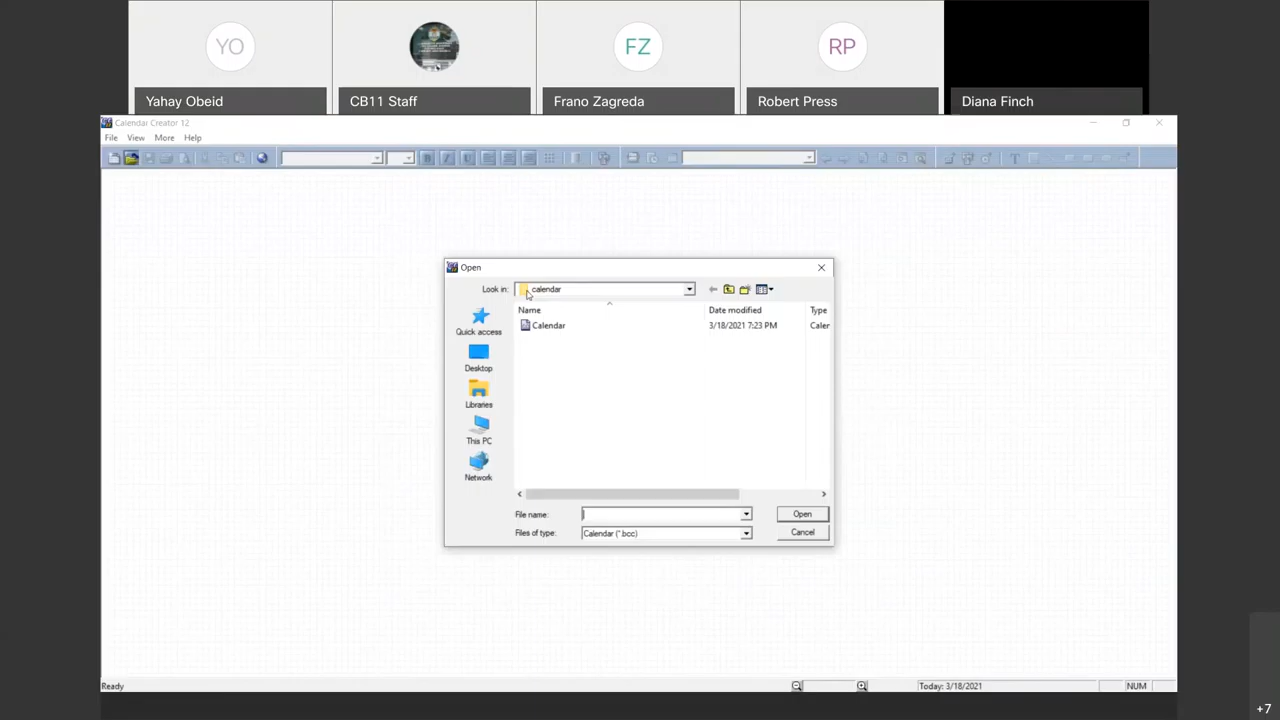 YO
FZ
RP
Yahay Obeid
CB11 Staff
Frano Zagreda
Robert Press
Diana Finch
Calendar Creator 12
File View More Help
Open
Look in: calendar
Name Date modified Type
Calendar 3/18/2021 7:23 PM Caler
Quick access
Desktop
Libraries
This PC
Network
File name: Open
Files of type: Calendar (*.bcc) Cancel
Ready Today: 3/18/2021 NUM
+7